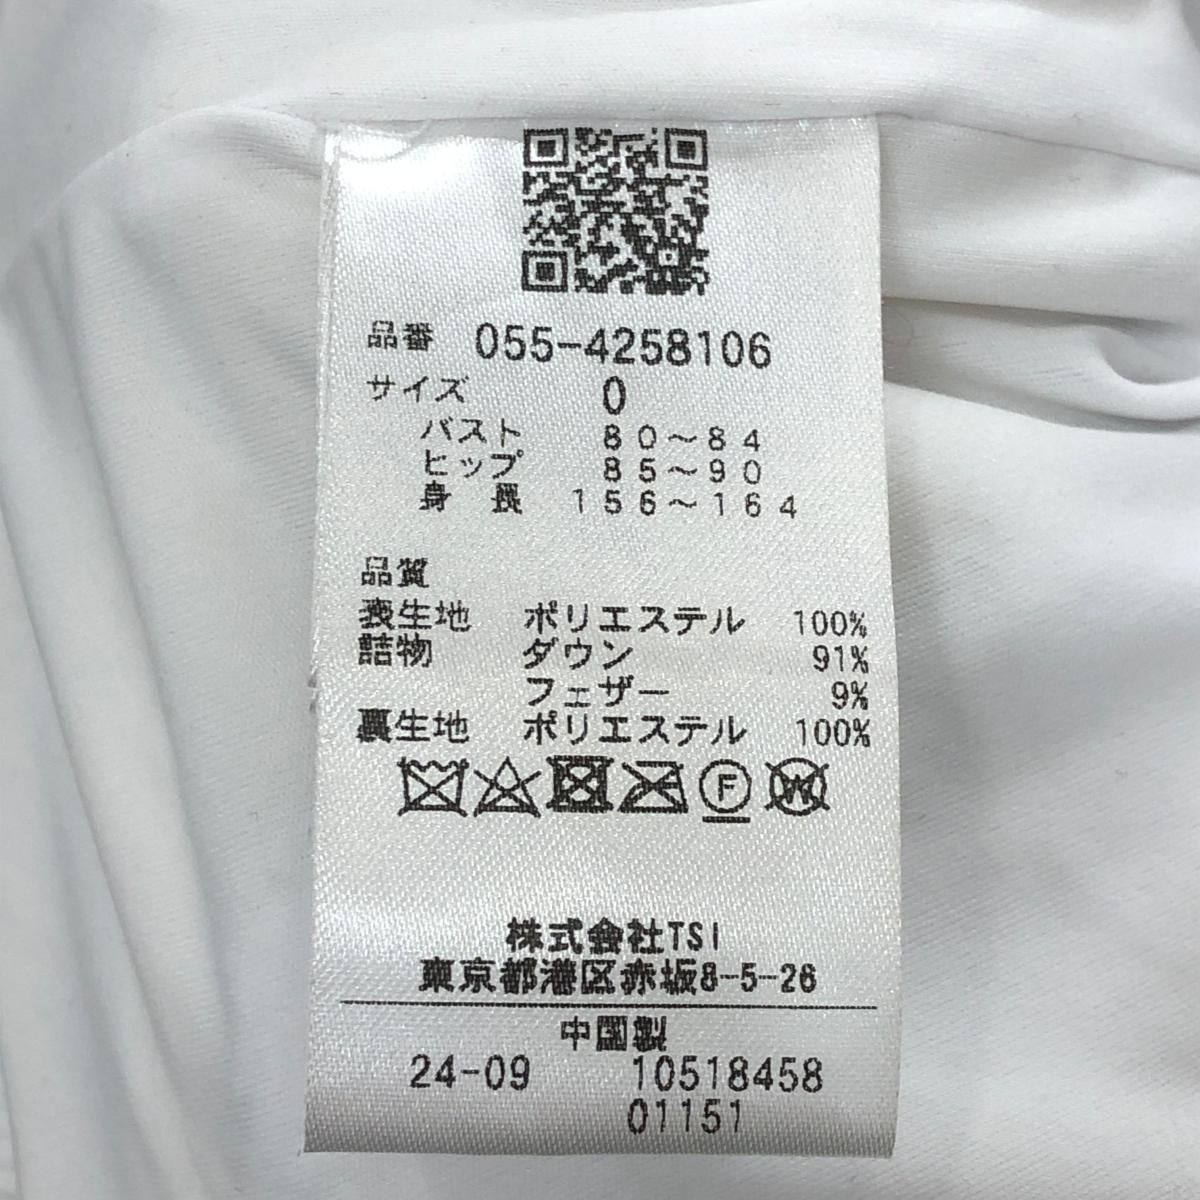 品番 055-4258106
サイズ 0
バスト 80～84
ヒップ 85～90
身長 156～164
品質
表生地 ポリエステル 100%
詰物 ダウン 91%
フェザー 9%
裏生地 ポリエステル 100%
F W
株式会社TSI
東京都港区赤坂8-5-26
中国製
24-09 10518458
01151